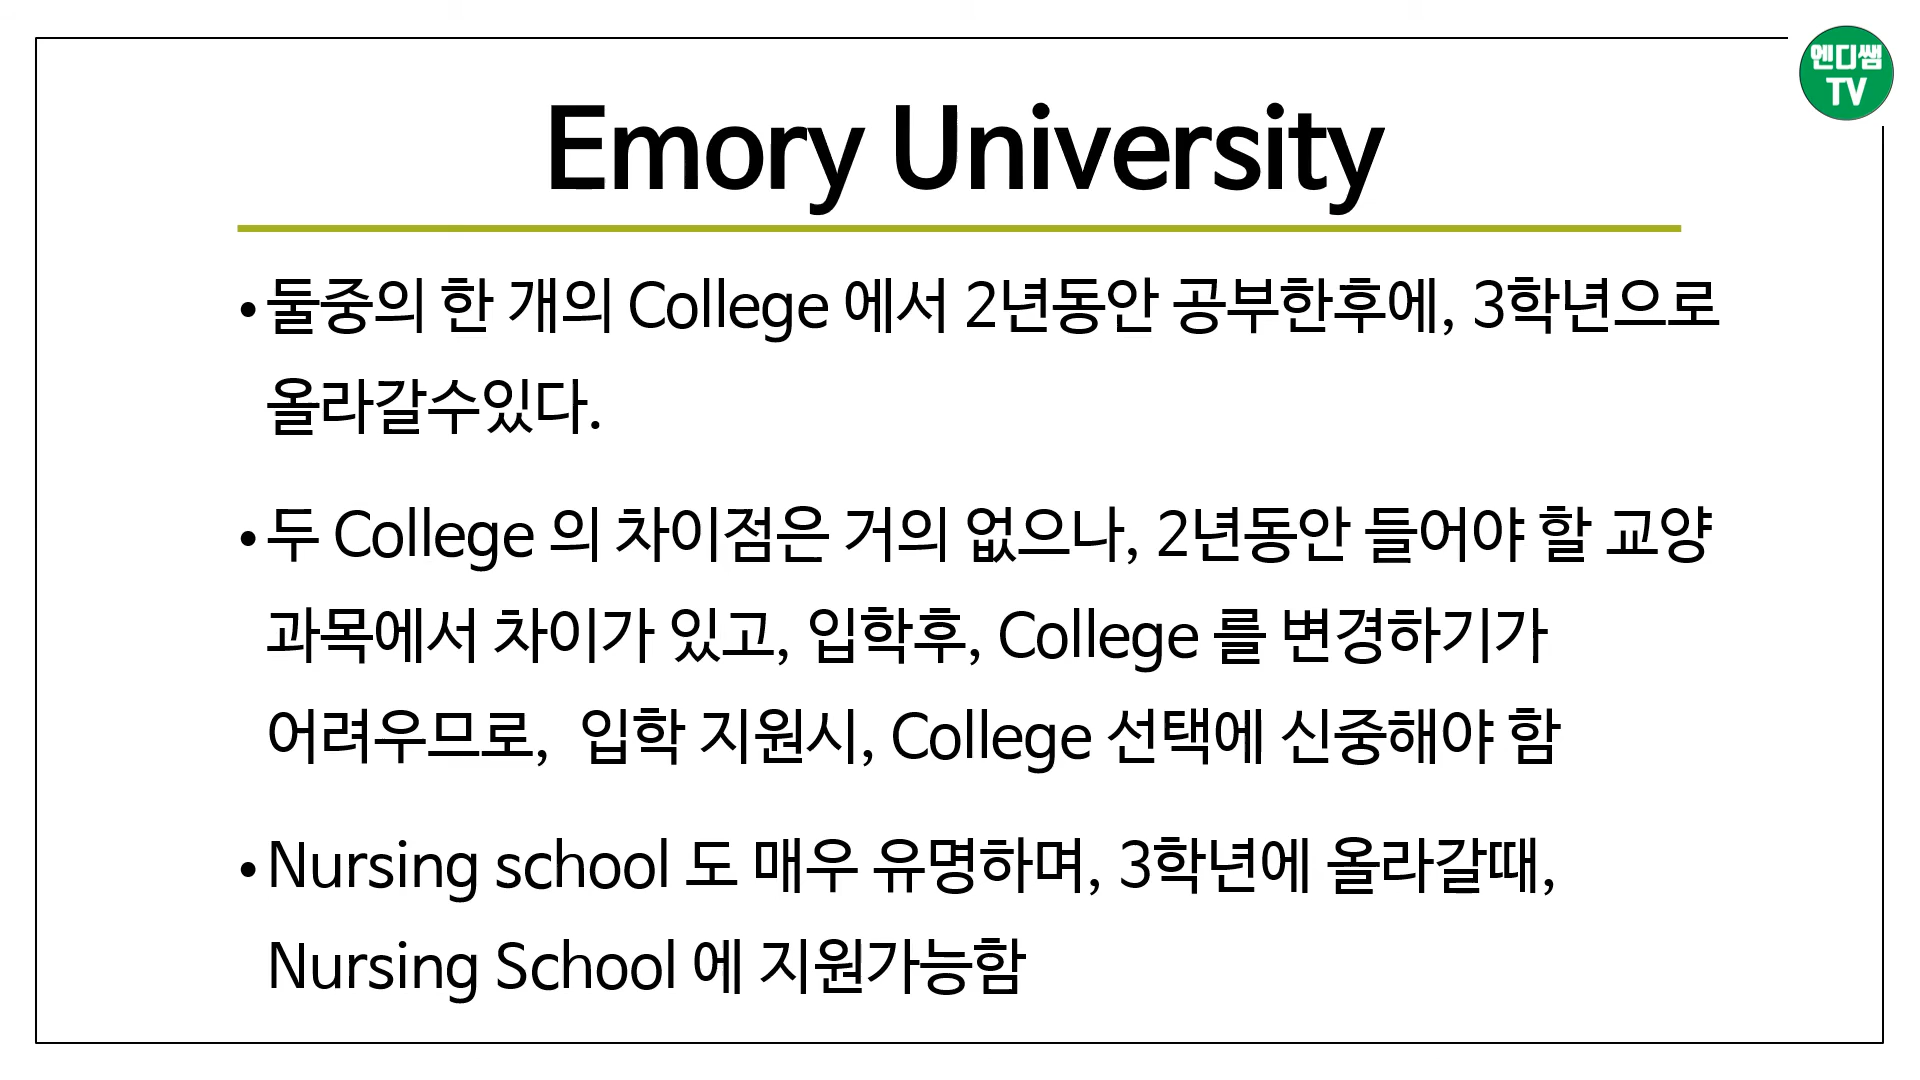 엔디쌤
TV
Emory University
• 둘중의 한 개의 College 에서 2년동안 공부한후에, 3학년으로
올라갈수있다.
• 두 College 의 차이점은 거의 없으나, 2년동안 들어야 할 교양
과목에서 차이가 있고, 입학후, College 를 변경하기가
어려우므로,  입학 지원시, College 선택에 신중해야 함
• Nursing school 도 매우 유명하며, 3학년에 올라갈때,
Nursing School 에 지원가능함